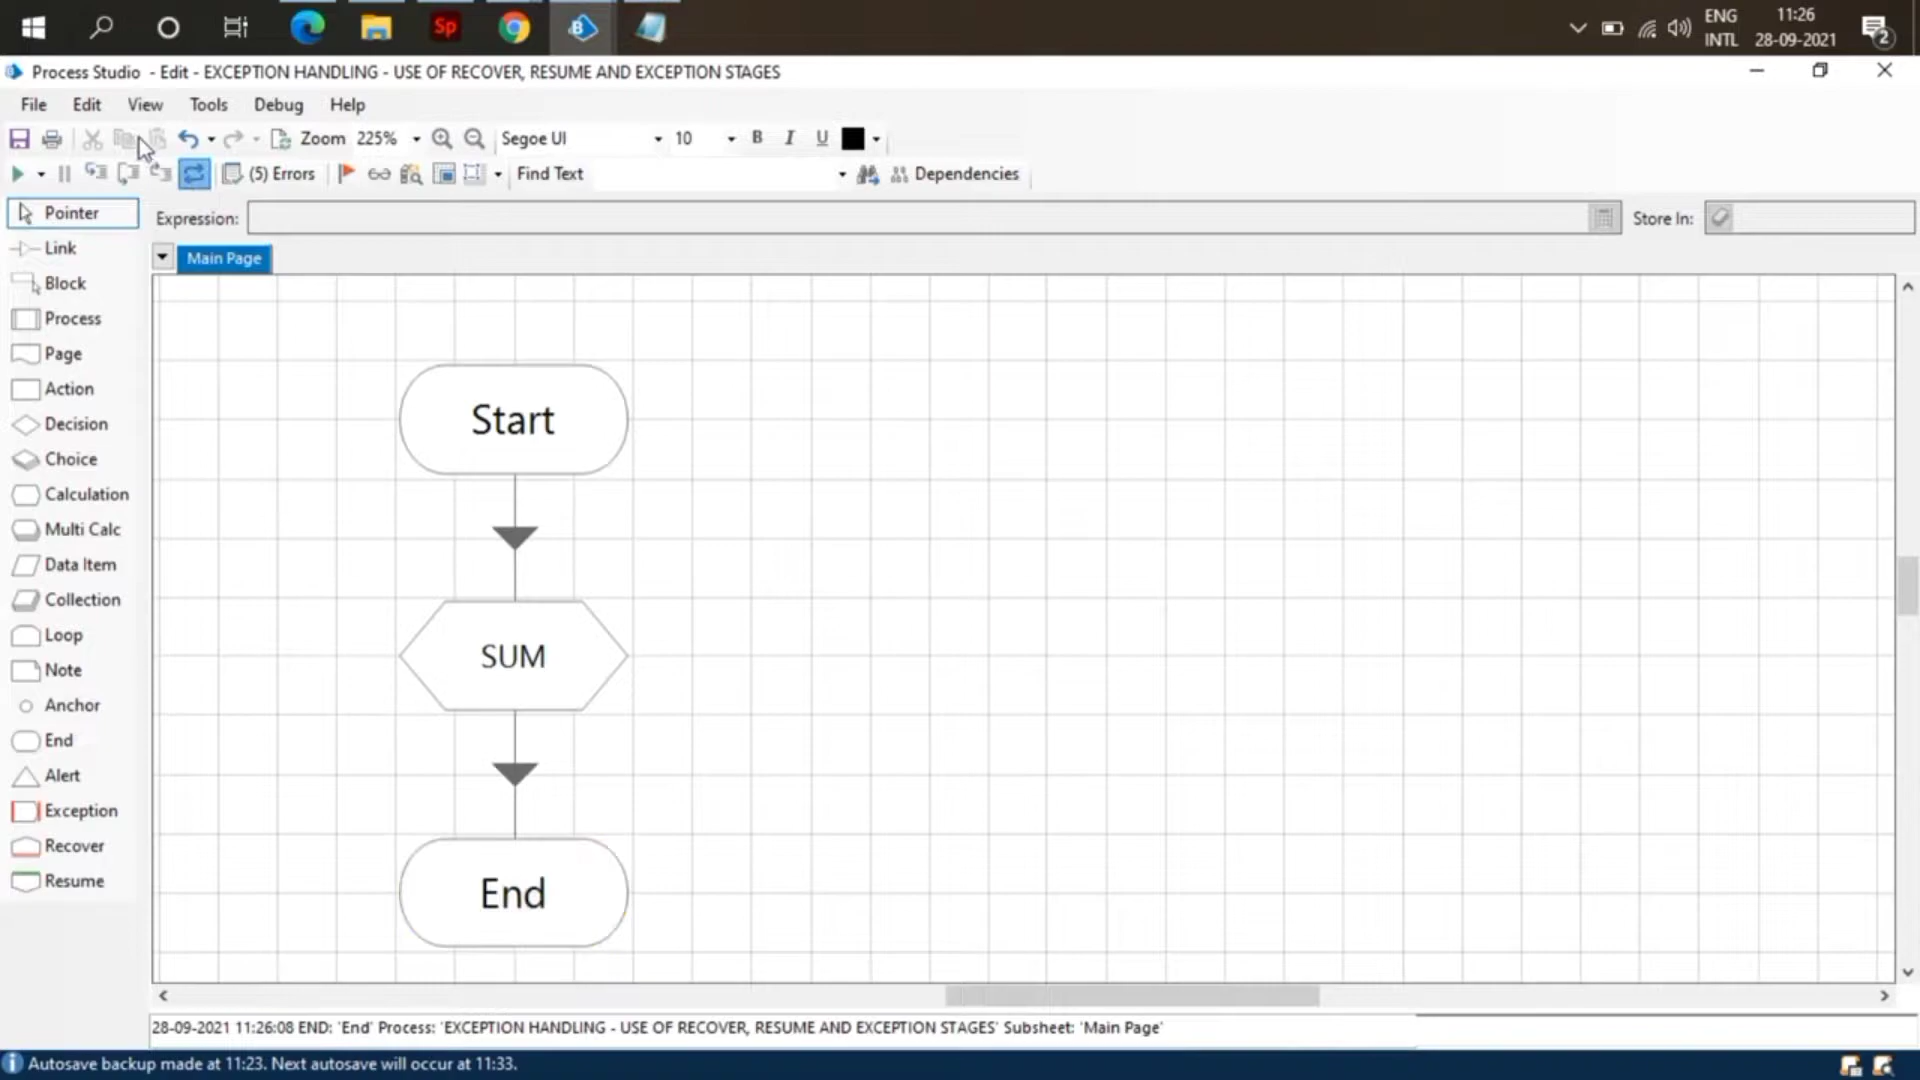 Sp
B
ENG
INTL
11:26
28-09-2021
2
Process Studio - Edit - EXCEPTION HANDLING - USE OF RECOVER, RESUME AND EXCEPTION STAGES
File Edit View Tools Debug Help
Zoom 225% Segoe UI 10 B I U
(5) Errors Find Text Dependencies
Pointer
Expression:
Store In:
Link
Main Page
Block
Process
Page
Action
Decision
Choice
Calculation
Multi Calc
Data Item
Collection
Loop
Note
Anchor
End
Alert
Exception
Recover
Resume
Start
SUM
End
28-09-2021 11:26:08 END: 'End' Process: 'EXCEPTION HANDLING - USE OF RECOVER, RESUME AND EXCEPTION STAGES' Subsheet: 'Main Page'
Autosave backup made at 11:23. Next autosave will occur at 11:33.